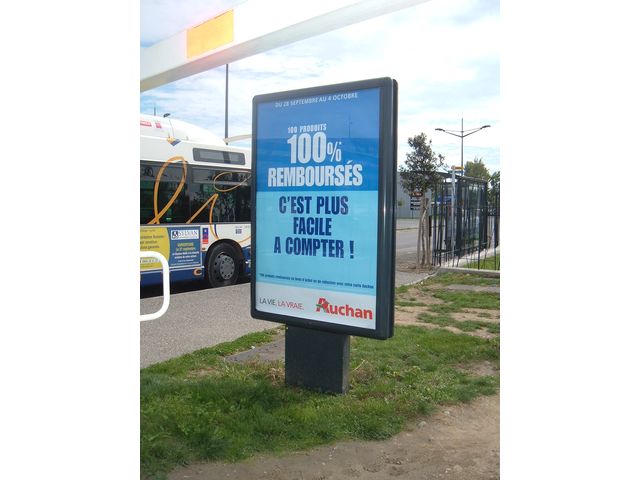 DU 28 SEPTEMBRE AU 4 OCTOBRE
100 PRODUITS
100%*
REMBOURSÉS
C'EST PLUS
FACILE
A COMPTER !
LA VIE. LA VRAIE.
Auchan